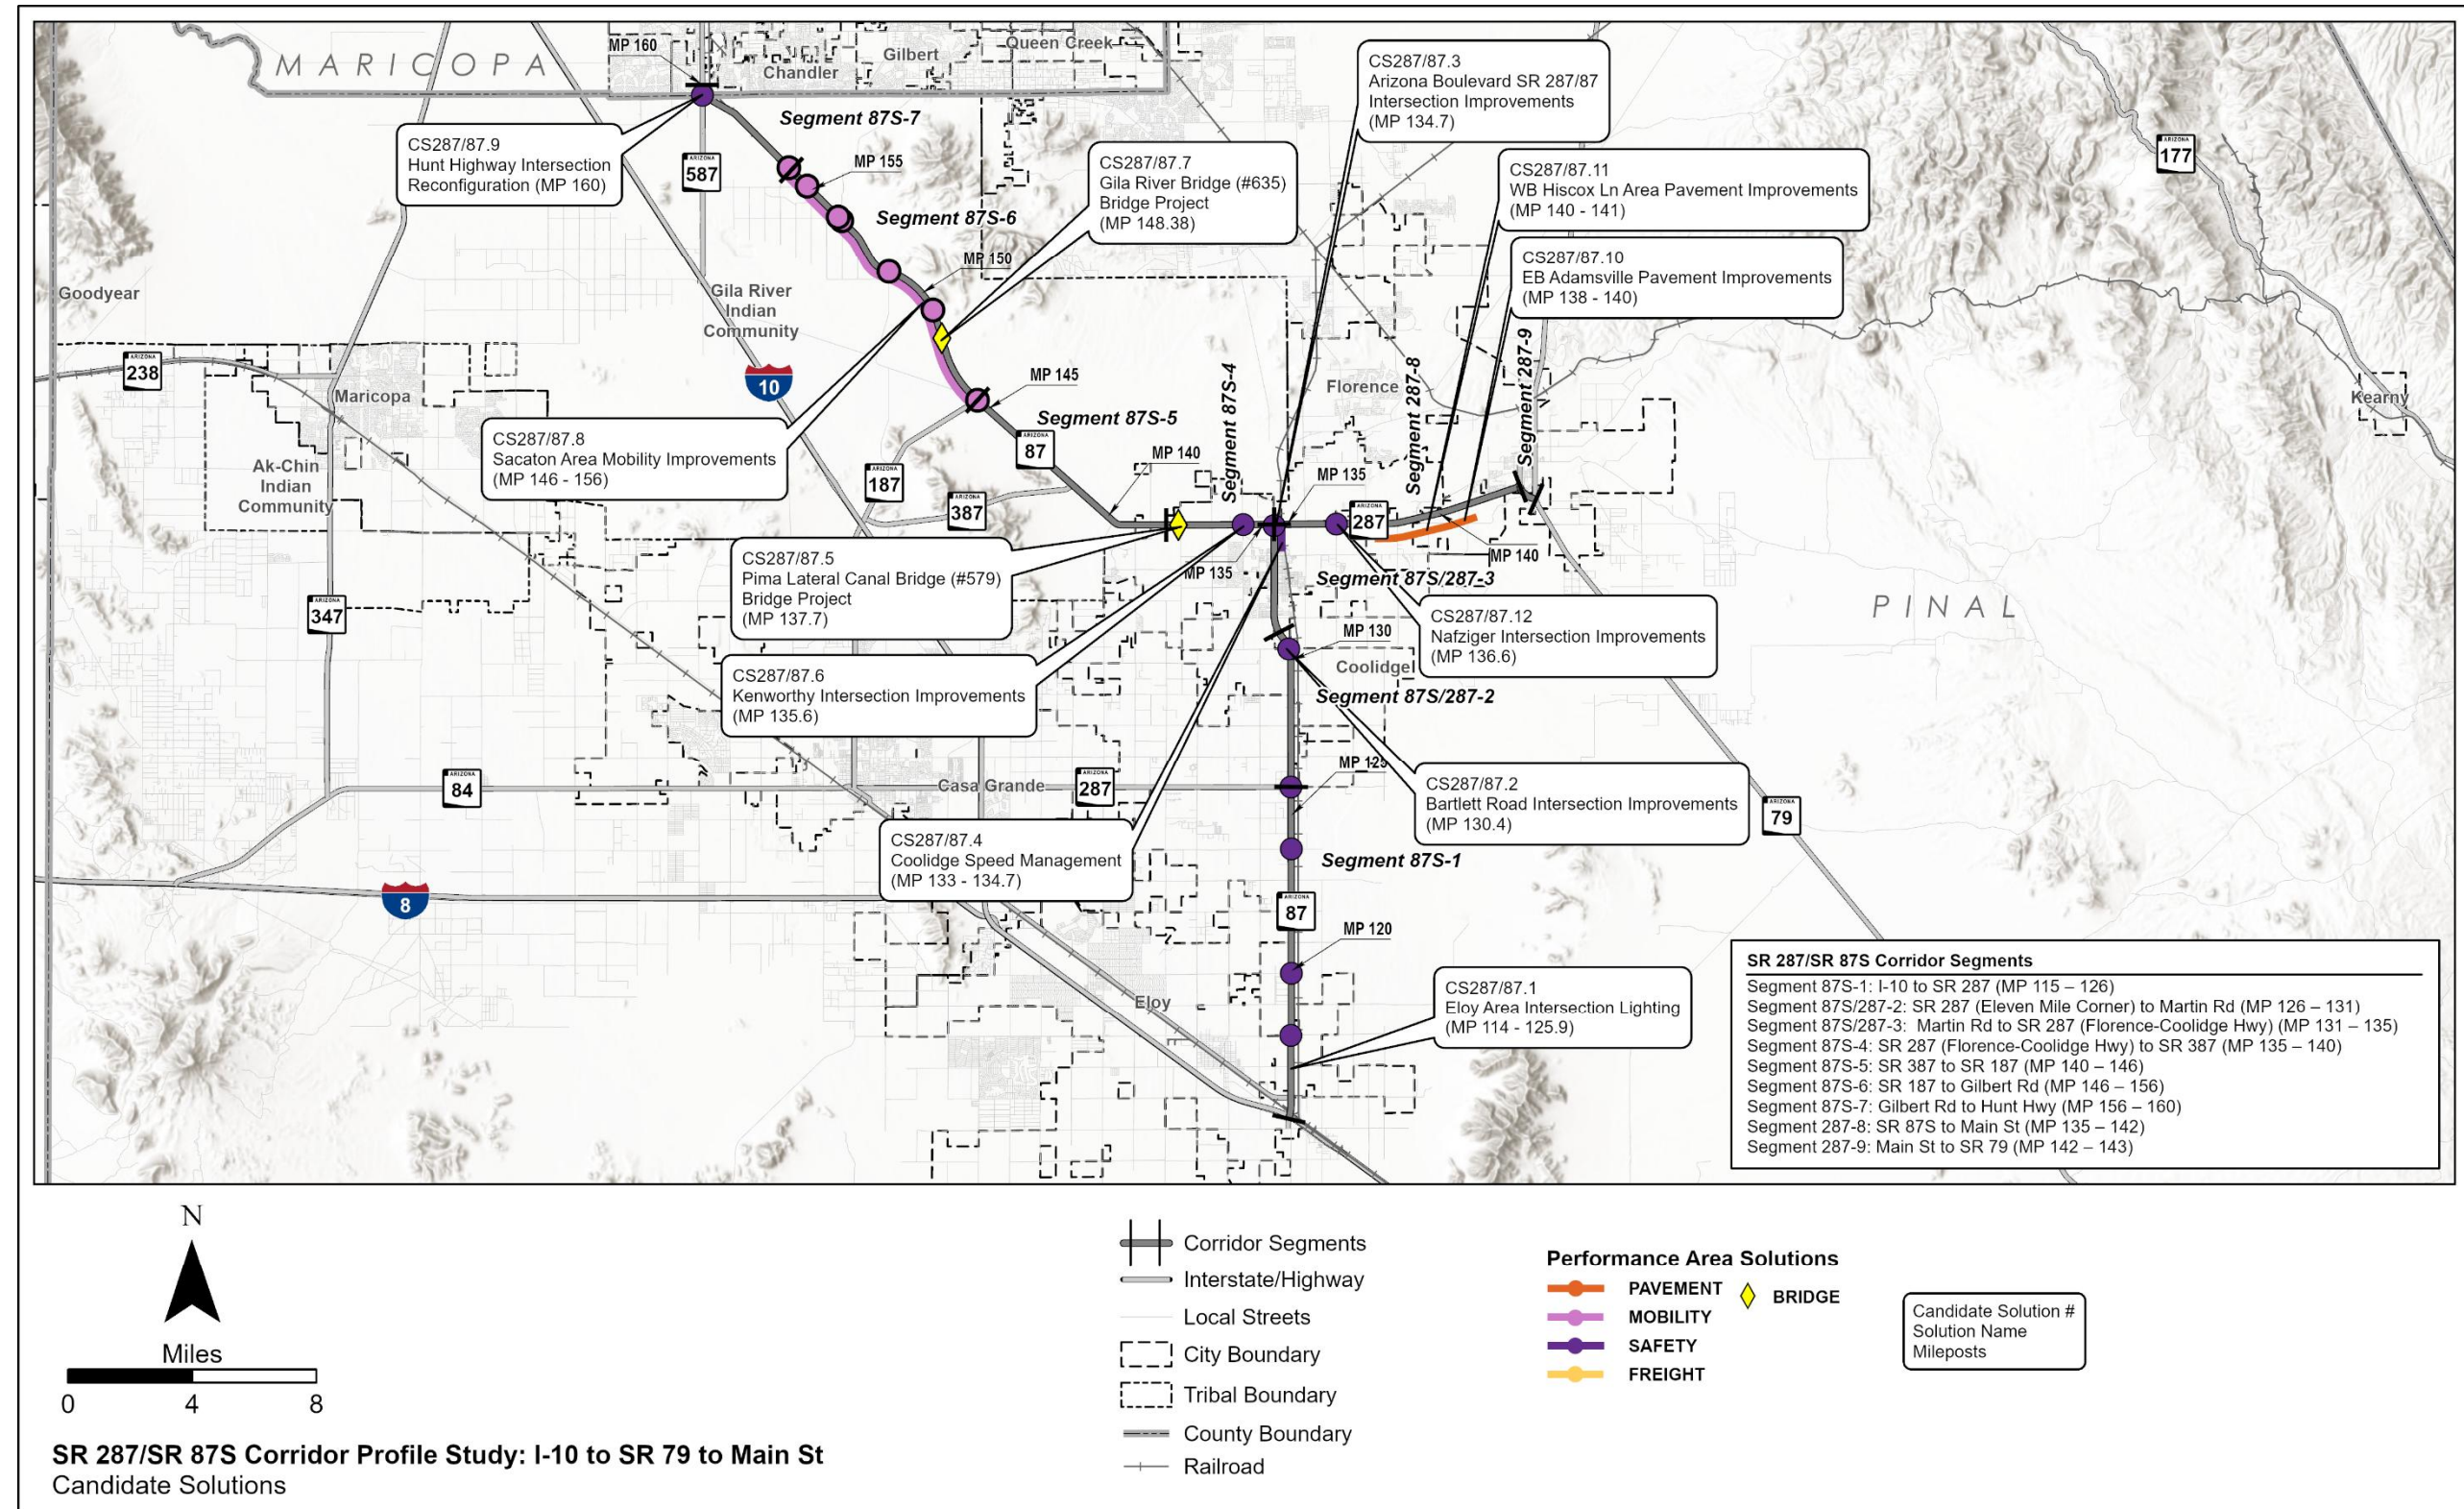 MARICOPA
MP 160
Chandler
Gilbert
Queen Creek
CS287/87.3
Arizona Boulevard SR 287/87
Intersection Improvements
(MP 134.7)
Segment 87S-7
CS287/87.9
Hunt Highway Intersection
Reconfiguration (MP 160)
ARIZONA
587
MP 155
CS287/87.7
Gila River Bridge (#635)
Bridge Project
(MP 148.38)
CS287/87.11
WB Hiscox Ln Area Pavement Improvements
(MP 140 - 141)
ARIZONA
177
Segment 87S-6
MP 150
CS287/87.10
EB Adamsville Pavement Improvements
(MP 138 - 140)
Goodyear
Gila River
Indian
Community
ARIZONA
238
Maricopa
10
MP 145
Segment 87S-4
Florence
Segment 287-8
Segment 287-9
Kearny
CS287/87.8
Sacaton Area Mobility Improvements
(MP 146 - 156)
Segment 87S-5
ARIZONA
87
Ak-Chin
Indian
Community
ARIZONA
187
ARIZONA
387
MP 140
MP 135
ARIZONA
287
MP 140
CS287/87.5
Pima Lateral Canal Bridge (#579)
Bridge Project
(MP 137.7)
MP 135
Segment 87S/287-3
ARIZONA
347
PINAL
CS287/87.12
Nafziger Intersection Improvements
(MP 136.6)
MP 130
Coolidge
CS287/87.6
Kenworthy Intersection Improvements
(MP 135.6)
Segment 87S/287-2
MP 125
CS287/87.2
Bartlett Road Intersection Improvements
(MP 130.4)
ARIZONA
84
Casa Grande
ARIZONA
287
ARIZONA
79
CS287/87.4
Coolidge Speed Management
(MP 133 - 134.7)
Segment 87S-1
8
ARIZONA
87
MP 120
Eloy
CS287/87.1
Eloy Area Intersection Lighting
(MP 114 - 125.9)
SR 287/SR 87S Corridor Segments
Segment 87S-1: I-10 to SR 287 (MP 115 – 126)
Segment 87S/287-2: SR 287 (Eleven Mile Corner) to Martin Rd (MP 126 – 131)
Segment 87S/287-3: Martin Rd to SR 287 (Florence-Coolidge Hwy) (MP 131 – 135)
Segment 87S-4: SR 287 (Florence-Coolidge Hwy) to SR 387 (MP 135 – 140)
Segment 87S-5: SR 387 to SR 187 (MP 140 – 146)
Segment 87S-6: SR 187 to Gilbert Rd (MP 146 – 156)
Segment 87S-7: Gilbert Rd to Hunt Hwy (MP 156 – 160)
Segment 287-8: SR 87S to Main St (MP 135 – 142)
Segment 287-9: Main St to SR 79 (MP 142 – 143)
N
Miles
0 4 8
SR 287/SR 87S Corridor Profile Study: I-10 to SR 79 to Main St
Candidate Solutions
Corridor Segments
Interstate/Highway
Local Streets
City Boundary
Tribal Boundary
County Boundary
Railroad
Performance Area Solutions
PAVEMENT
MOBILITY
SAFETY
FREIGHT
BRIDGE
Candidate Solution #
Solution Name
Mileposts